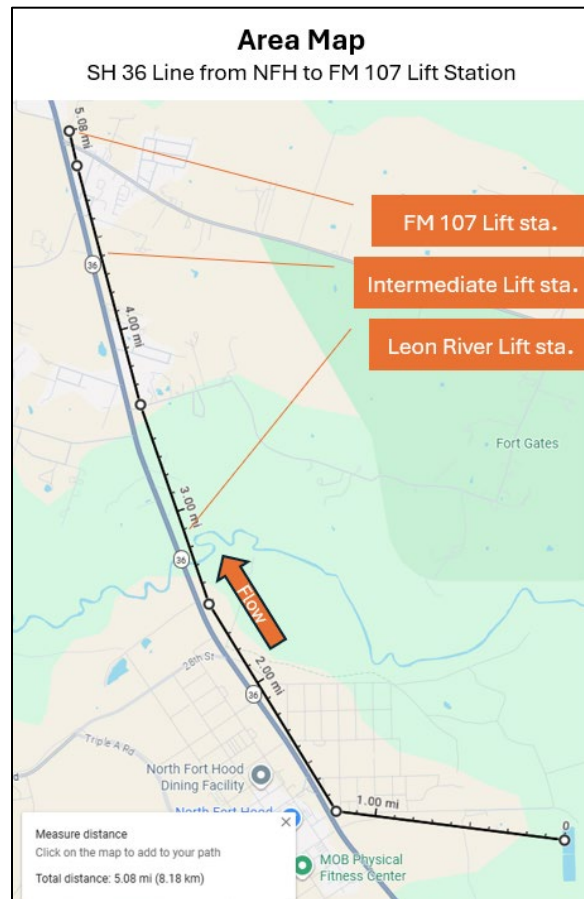 Area Map
SH 36 Line from NFH to FM 107 Lift Station
5.08 mi
FM 107 Lift sta.
36
Intermediate Lift sta.
4.00 mi
Leon River Lift sta.
Fort Gates
3.00 mi
36
Flow
28th St
2.00 mi
36
Triple A Rd
North Fort Hood
Dining Facility
1.00 mi
0
North Fort Hood
Measure distance
×
Click on the map to add to your path
Total distance: 5.08 mi (8.18 km)
MOB Physical
Fitness Center